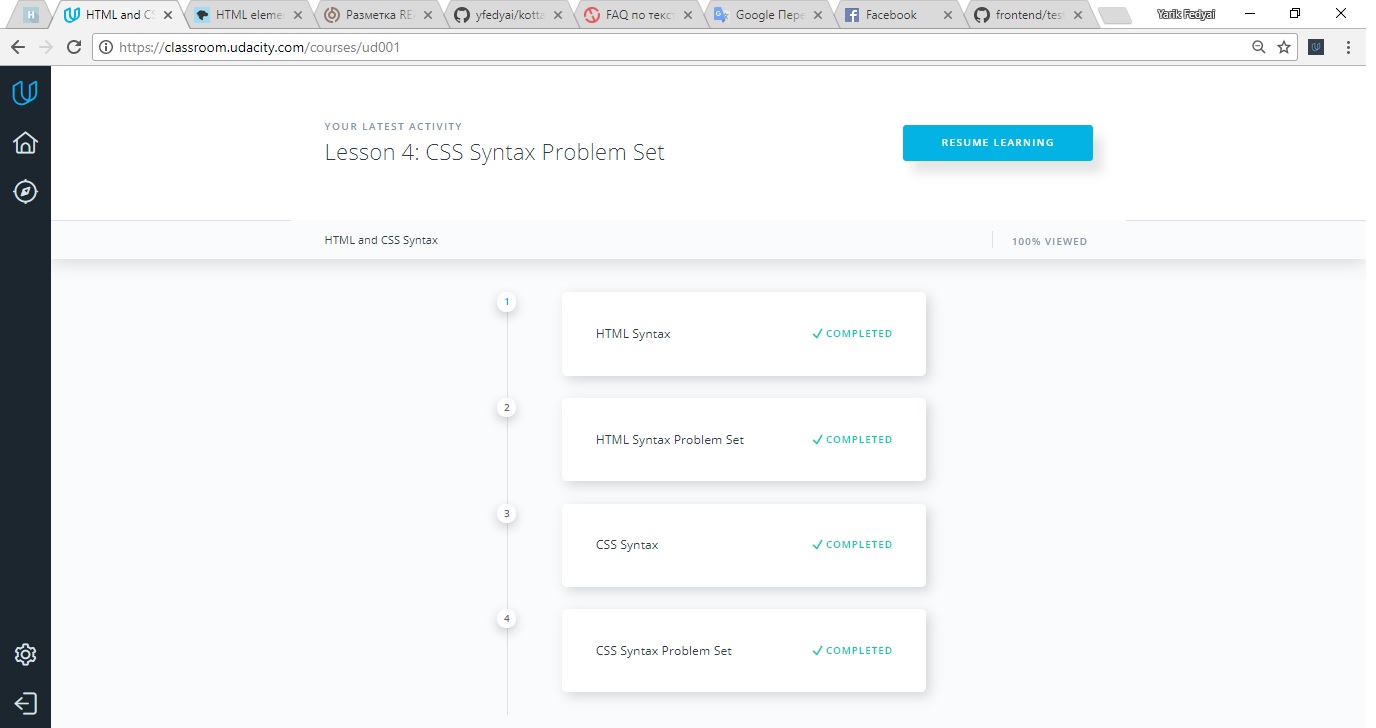 H HTML and CS HTML eleme Разметка RE yfedyai/kotta FAQ по текс Google Пере Facebook frontend/test Yarik Fedyai
https://classroom.udacity.com/courses/ud001
YOUR LATEST ACTIVITY
Lesson 4: CSS Syntax Problem Set
RESUME LEARNING
HTML and CSS Syntax
100% VIEWED
1
HTML Syntax
COMPLETED
2
HTML Syntax Problem Set
COMPLETED
3
CSS Syntax
COMPLETED
4
CSS Syntax Problem Set
COMPLETED